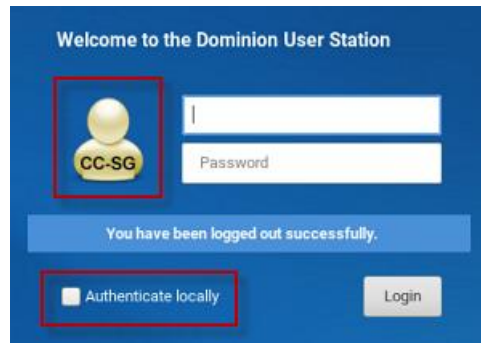 Welcome to the Dominion User Station
CC-SG
Password
You have been logged out successfully.
Authenticate locally
Login